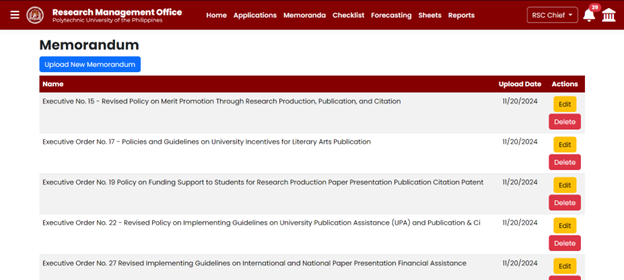 Research Management Office
Polytechnic University of the Philippines
Home Applications Memoranda Checklist Forecasting Sheets Reports
RSC Chief
29
Memorandum
Upload New Memorandum
Name Upload Date Actions
Executive No. 15 - Revised Policy on Merit Promotion Through Research Production, Publication, and Citation 11/20/2024 Edit
Delete
Executive Order No. 17 - Policies and Guidelines on University Incentives for Literary Arts Publication 11/20/2024 Edit
Delete
Executive Order No. 19 Policy on Funding Support to Students for Research Production Paper Presentation Publication Citation Patent 11/20/2024 Edit
Delete
Executive Order No. 22 - Revised Policy on Implementing Guidelines on University Publication Assistance (UPA) and Publication & Ci 11/20/2024 Edit
Delete
Executive Order No. 27 Revised Implementing Guidelines on International and National Paper Presentation Financial Assistance 11/20/2024 Edit